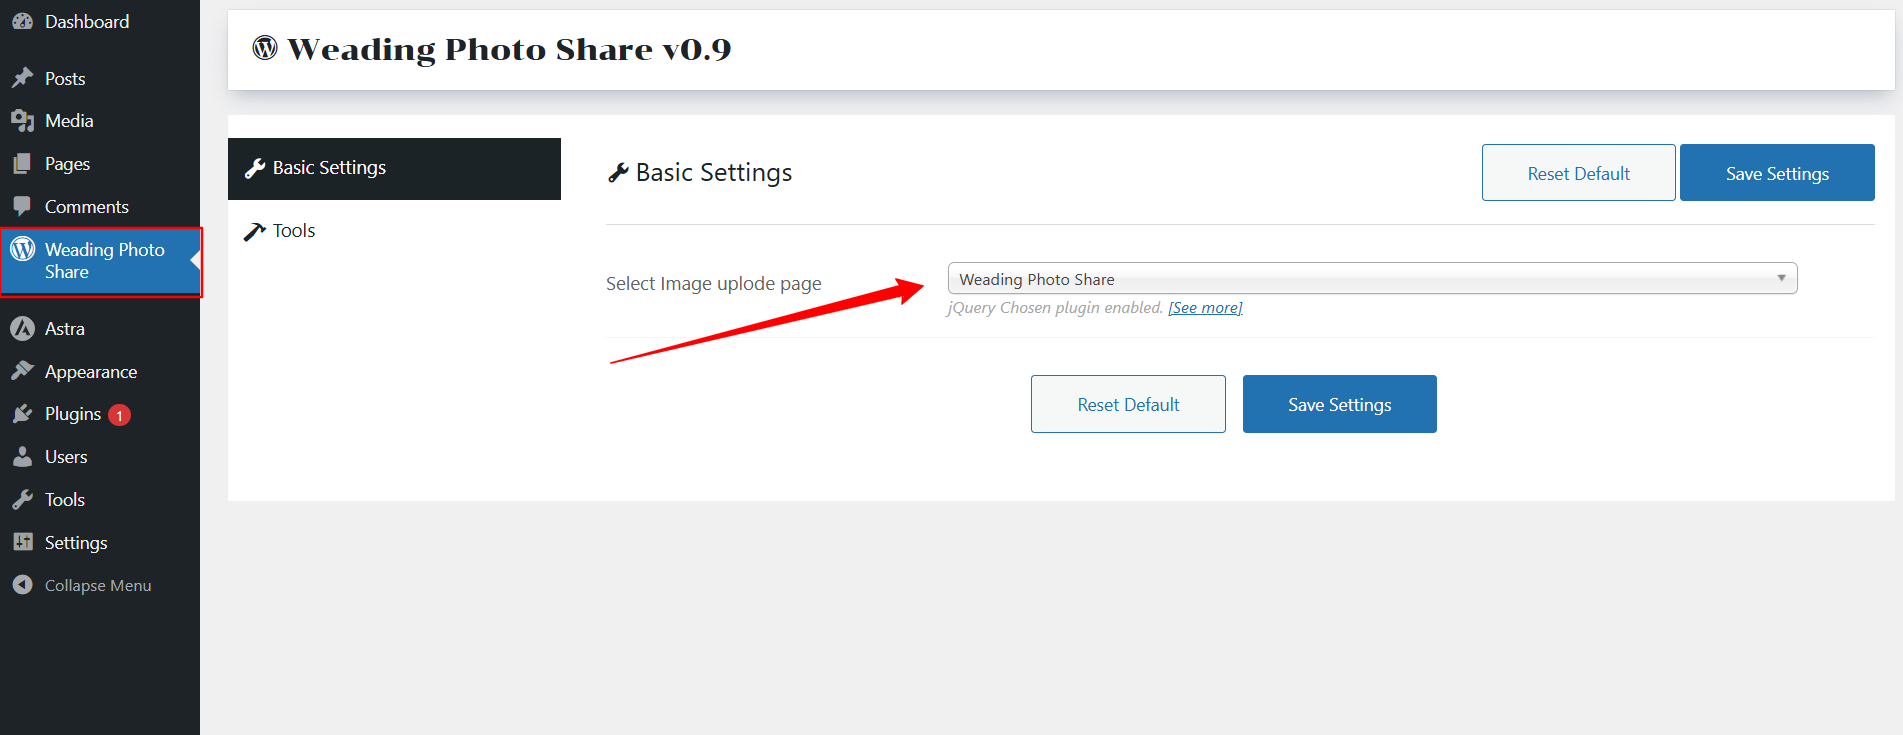 Dashboard
Posts
Media
Pages
Comments
Weading Photo
Share
Astra
Appearance
Plugins 1
Users
Tools
Settings
Collapse Menu
Weading Photo Share v0.9
Basic Settings
Tools
Basic Settings
Reset Default
Save Settings
Select Image uplode page
Weading Photo Share
jQuery Chosen plugin enabled. [See more]
Reset Default
Save Settings